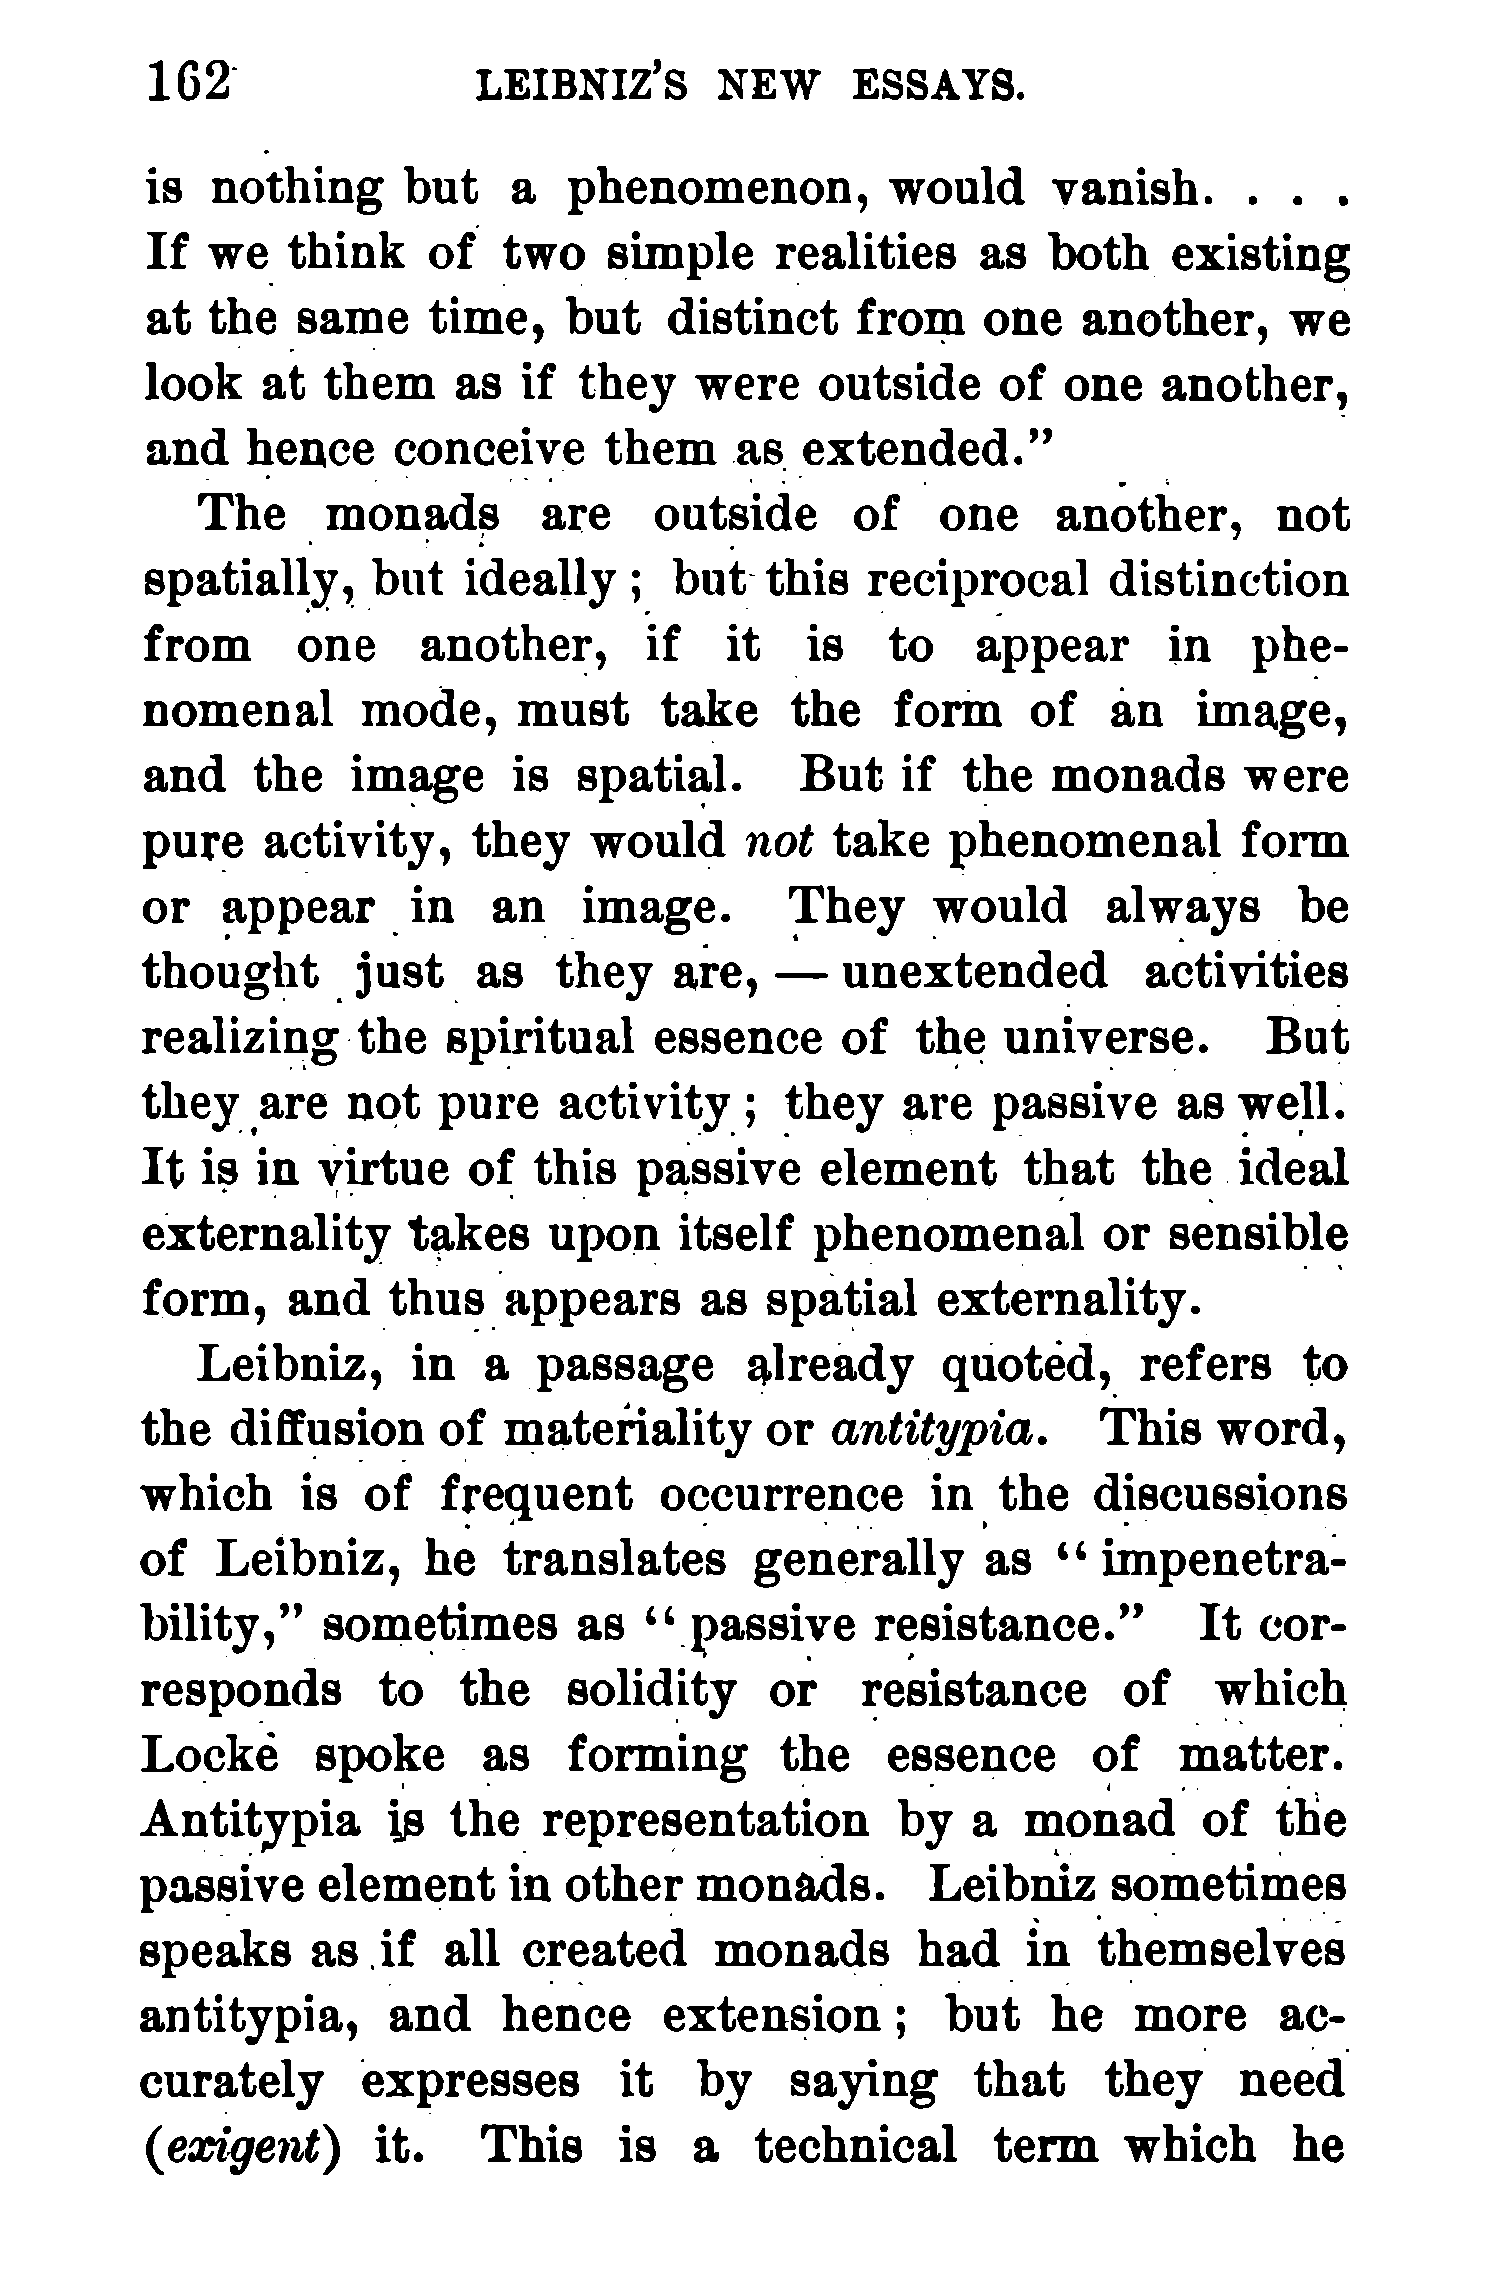 162 LEIBNIZ'S NEW ESSAYS.
is nothing but a phenomenon, would vanish. . . .
If we think of two simple realities as both existing
at the same time, but distinct from one another, we
look at them as if they were outside of one another,
and hence conceive them as extended.”
The monads are outside of one another, not
spatially, but ideally ; but this reciprocal distinction
from one another, if it is to appear in phe-
nomenal mode, must take the form of an image,
and the image is spatial. But if the monads were
pure activity, they would not take phenomenal form
or appear in an image. They would always be
thought just as they are, — unextended activities
realizing the spiritual essence of the universe. But
they are not pure activity ; they are passive as well.
It is in virtue of this passive element that the ideal
externality takes upon itself phenomenal or sensible
form, and thus appears as spatial externality.
Leibniz, in a passage already quoted, refers to
the diffusion of materiality or antitypia. This word,
which is of frequent occurrence in the discussions
of Leibniz, he translates generally as “ impenetra-
bility,” sometimes as “ passive resistance.” It cor-
responds to the solidity or resistance of which
Locke spoke as forming the essence of matter.
Antitypia is the representation by a monad of the
passive element in other monads. Leibniz sometimes
speaks as if all created monads had in themselves
antitypia, and hence extension ; but he more ac-
curately expresses it by saying that they need
(exigent) it. This is a technical term which he